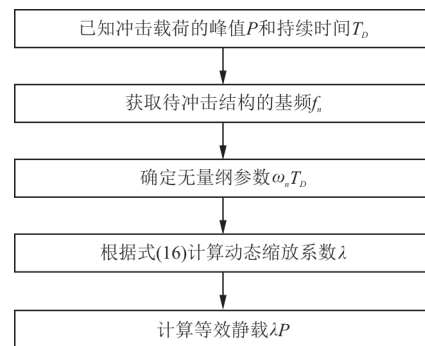 已知冲击载荷的峰值P和持续时间T_D
获取待冲击结构的基频f_n
确定无量纲参数ω_nT_D
根据式(16)计算动态缩放系数λ
计算等效静载λP